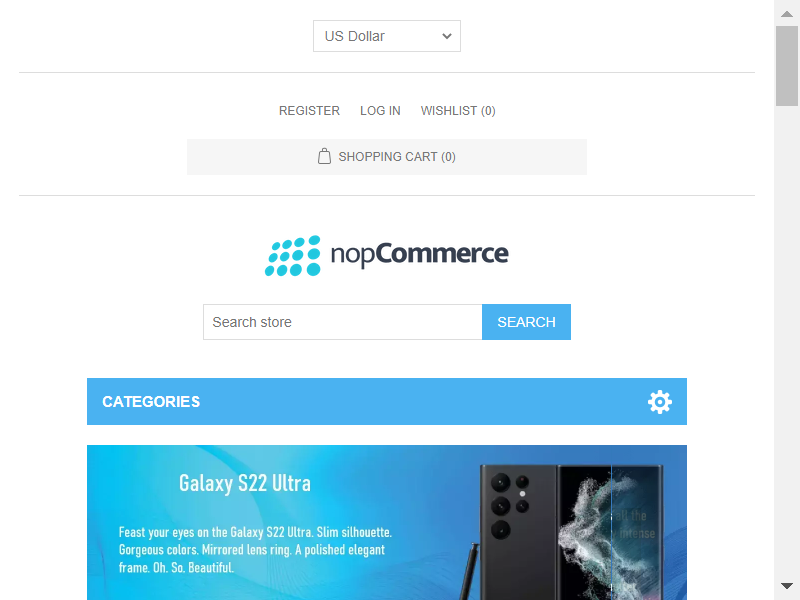 US Dollar
REGISTER LOG IN WISHLIST (0)
SHOPPING CART (0)
nopCommerce
Search store SEARCH
CATEGORIES
Galaxy S22 Ultra
Feast your eyes on the Galaxy S22 Ultra. Slim silhouette.
Gorgeous colors. Mirrored lens ring. A polished elegant
frame. Oh. So. Beautiful.